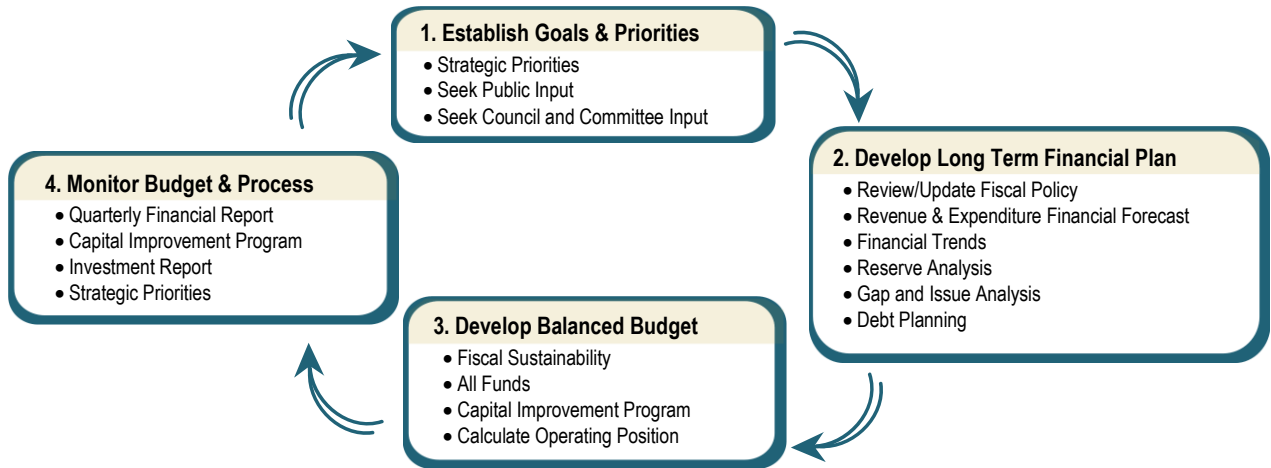 1. Establish Goals & Priorities
• Strategic Priorities
• Seek Public Input
• Seek Council and Committee Input
2. Develop Long Term Financial Plan
• Review/Update Fiscal Policy
• Revenue & Expenditure Financial Forecast
• Financial Trends
• Reserve Analysis
• Gap and Issue Analysis
• Debt Planning
3. Develop Balanced Budget
• Fiscal Sustainability
• All Funds
• Capital Improvement Program
• Calculate Operating Position
4. Monitor Budget & Process
• Quarterly Financial Report
• Capital Improvement Program
• Investment Report
• Strategic Priorities